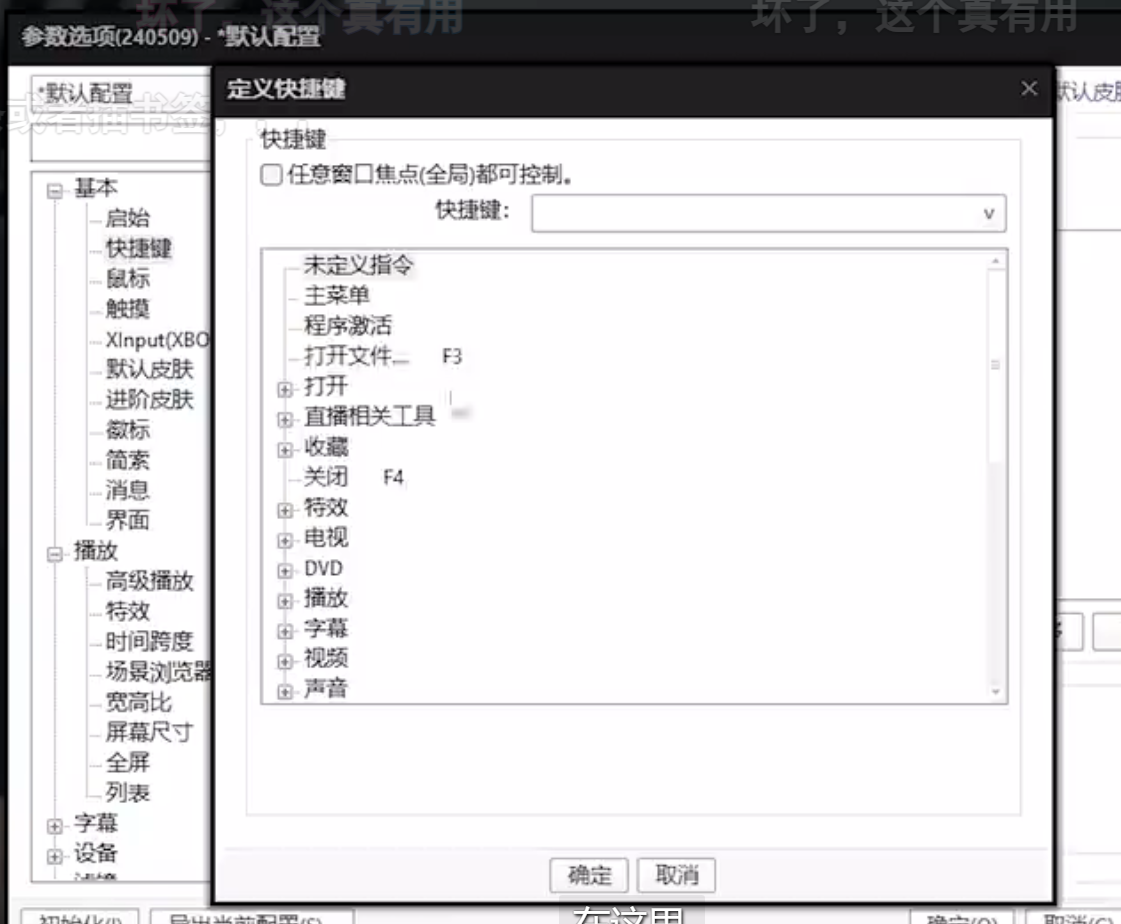 坏了，这个真有用
坏了，这个真有用
参数选项(240509) - *默认配置
*默认配置
或者插书签，...
默认皮肤
定义快捷键
快捷键
任意窗口焦点(全局)都可控制。
快捷键：
基本
启始
快捷键
鼠标
触摸
XInput(XBO
默认皮肤
进阶皮肤
徽标
简索
消息
界面
播放
高级播放
特效
时间跨度
场景浏览器
宽高比
屏幕尺寸
全屏
列表
字幕
设备
滤镜
未定义指令
主菜单
程序激活
打开文件... F3
打开
直播相关工具
收藏
关闭 F4
特效
电视
DVD
播放
字幕
视频
声音
确定
取消
初始化(I)
导出当前配置(S)...
确定(O)
取消(C)
在这里